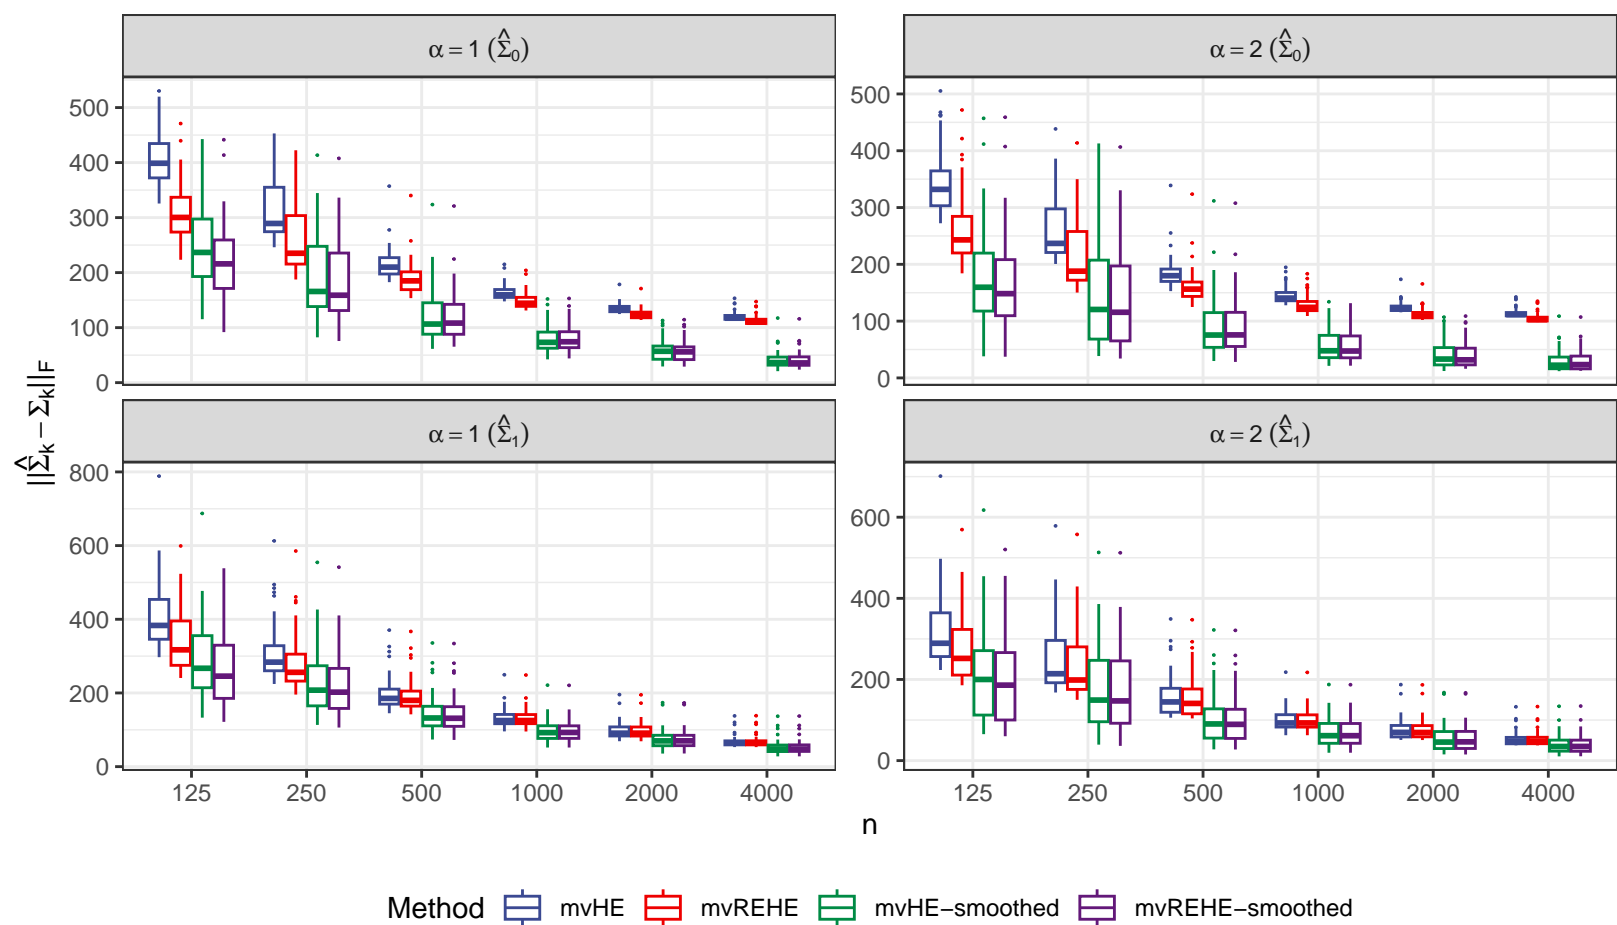 α = 1 (Σ̂₀)
α = 2 (Σ̂₀)
500
400
300
200
100
0
500
400
300
200
100
0
||Σ̂ₖ − Σₖ||F
α = 1 (Σ̂₁)
α = 2 (Σ̂₁)
800
600
400
200
0
600
400
200
0
125 250 500 1000 2000 4000
125 250 500 1000 2000 4000
n
Method mvHE mvREHE mvHE−smoothed mvREHE−smoothed